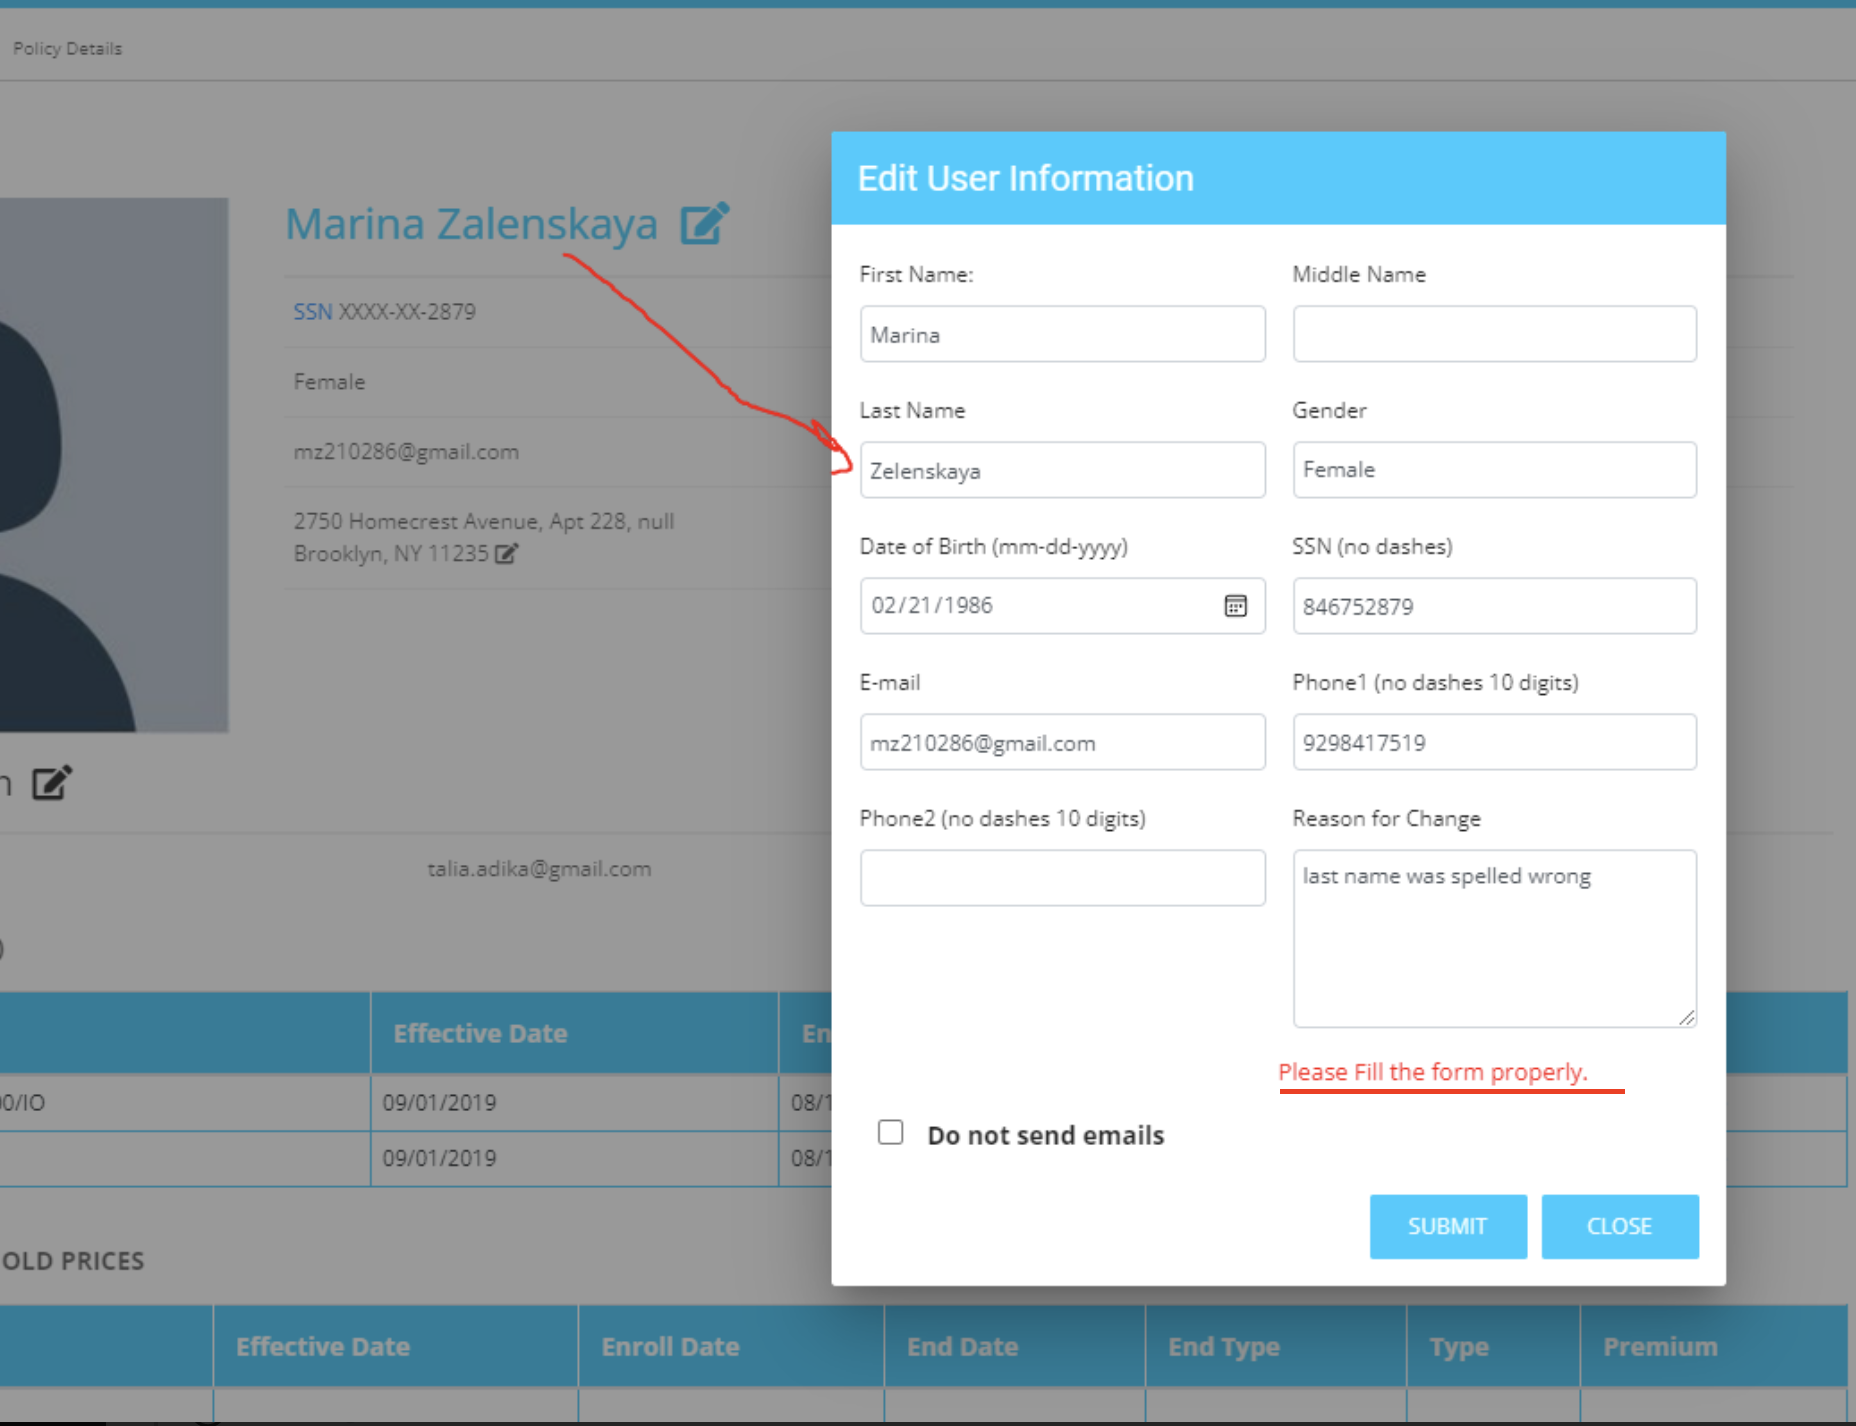 Policy Details
Marina Zalenskaya
SSN XXXX-XX-2879
Female
mz210286@gmail.com
2750 Homecrest Avenue, Apt 228, null
Brooklyn, NY 11235
n
talia.adika@gmail.com
)
Effective Date
En
00/IO
09/01/2019
08/1
09/01/2019
08/1
OLD PRICES
Effective Date
Enroll Date
End Date
End Type
Type
Premium
Edit User Information
First Name:
Middle Name
Marina
Last Name
Gender
Zelenskaya
Female
Date of Birth (mm-dd-yyyy)
SSN (no dashes)
02/21/1986
846752879
E-mail
Phone1 (no dashes 10 digits)
mz210286@gmail.com
9298417519
Phone2 (no dashes 10 digits)
Reason for Change
last name was spelled wrong
Please Fill the form properly.
Do not send emails
SUBMIT
CLOSE